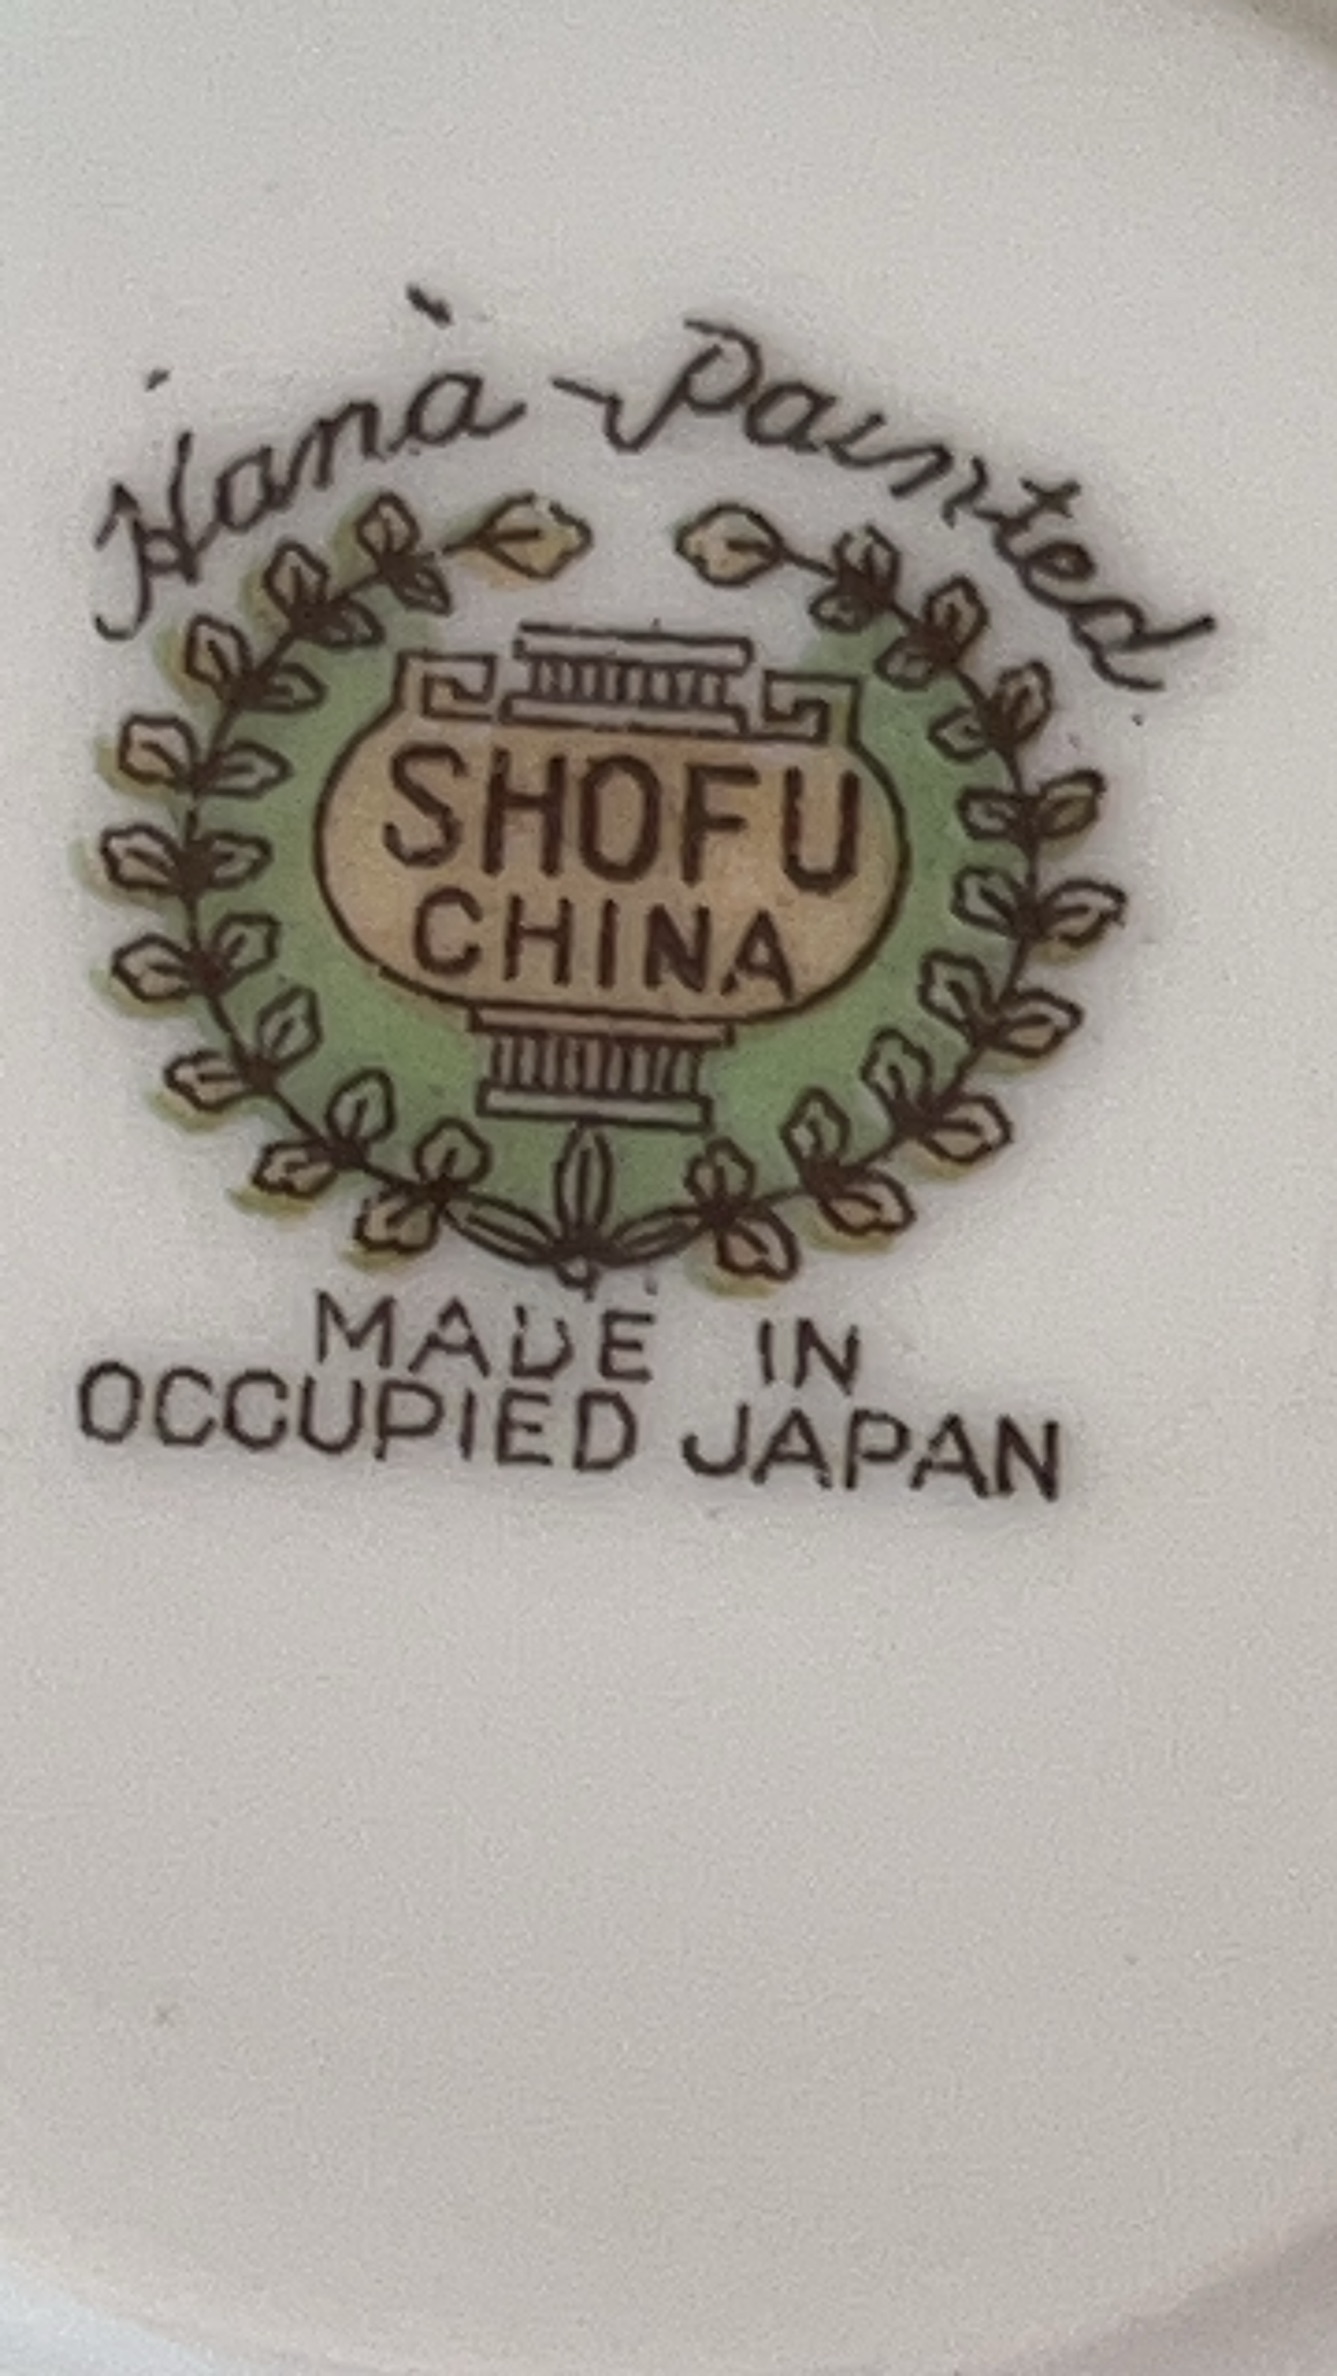 Hand-Painted
SHOFU
CHINA
MADE IN
OCCUPIED JAPAN